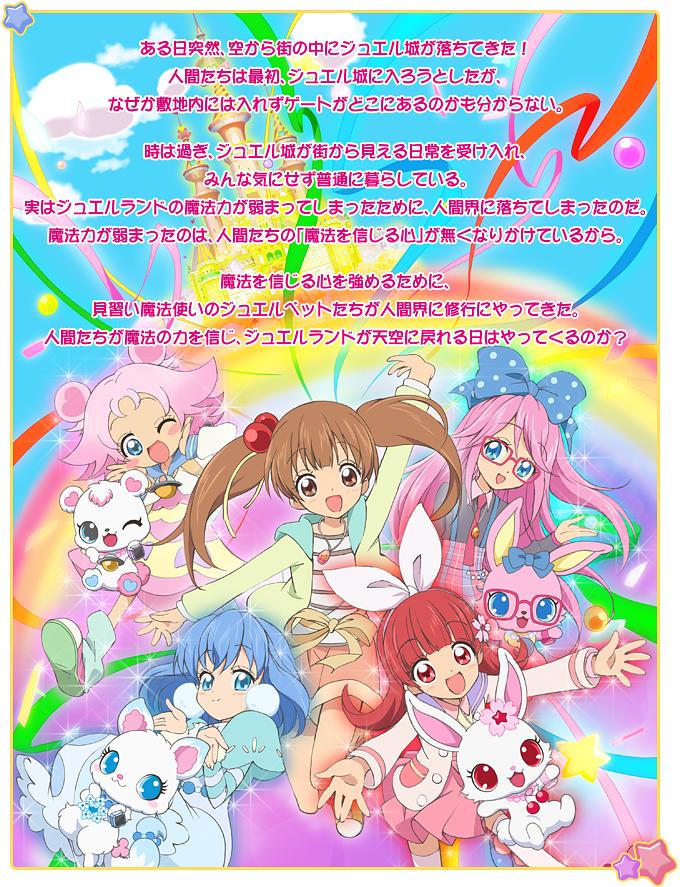 ある日突然、空から街の中にジュエル城が落ちてきた！
人間たちは最初、ジュエル城に入ろうとしたが、
なぜか敷地内には入れずゲートがどこにあるのかも分からない。
時は過ぎ、ジュエル城が街から見える日常を受け入れ、
みんな気にせず普通に暮らしている。
実はジュエルランドの魔法力が弱まってしまったために、人間界に落ちてしまったのだ。
魔法力が弱まったのは、人間たちの「魔法を信じる心」が無くなりかけているから。
魔法を信じる心を強めるために、
見習い魔法使いのジュエルペットたちが人間界に修行にやってきた。
人間たちが魔法の力を信じ、ジュエルランドが天空に戻れる日はやってくるのか？